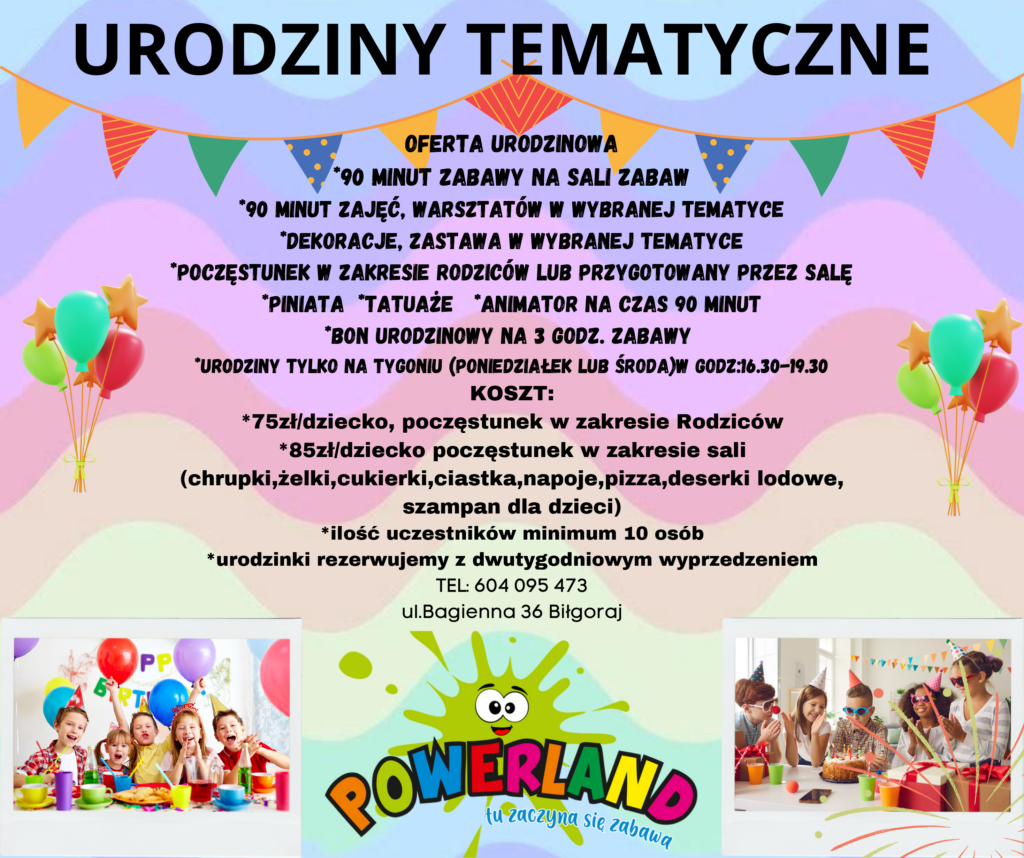 URODZINY TEMATYCZNE
OFERTA URODZINOWA
*90 MINUT ZABAWY NA SALI ZABAW
*90 MINUT ZAJĘĆ, WARSZTATÓW W WYBRANEJ TEMATYCE
*DEKORACJE, ZASTAWA W WYBRANEJ TEMATYCE
*POCZĘSTUNEK W ZAKRESIE RODZICÓW LUB PRZYGOTOWANY PRZEZ SALĘ
*PINIATA *TATUAŻE *ANIMATOR NA CZAS 90 MINUT
*BON URODZINOWY NA 3 GODZ. ZABAWY
*URODZINY TYLKO NA TYGONIU (PONIEDZIAŁEK LUB ŚRODA)W GODZ:16.30-19.30
KOSZT:
*75zł/dziecko, poczęstunek w zakresie Rodziców
*85zł/dziecko poczęstunek w zakresie sali
(chrupki,żelki,cukierki,ciastka,napoje,pizza,deserki lodowe,
szampan dla dzieci)
*ilość uczestników minimum 10 osób
*urodzinki rezerwujemy z dwutygodniowym wyprzedzeniem
TEL: 604 095 473
ul.Bagienna 36 Biłgoraj
POWERLAND
tu zaczyna się zabawa